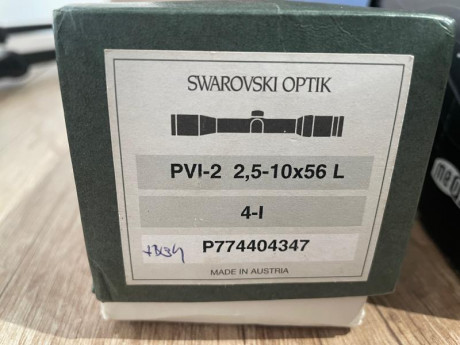 SWAROVSKI OPTIK
PVI-2 2,5-10x56 L
4-I
P774404347
MADE IN AUSTRIA